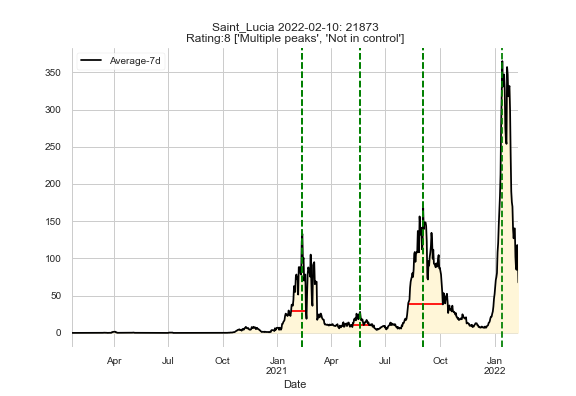 Saint_Lucia 2022-02-10: 21873
Rating:8 ['Multiple peaks', 'Not in control']
Average-7d
350
300
250
200
150
100
50
0
Apr Jul Oct Jan Apr Jul Oct Jan
2021 2022
Date